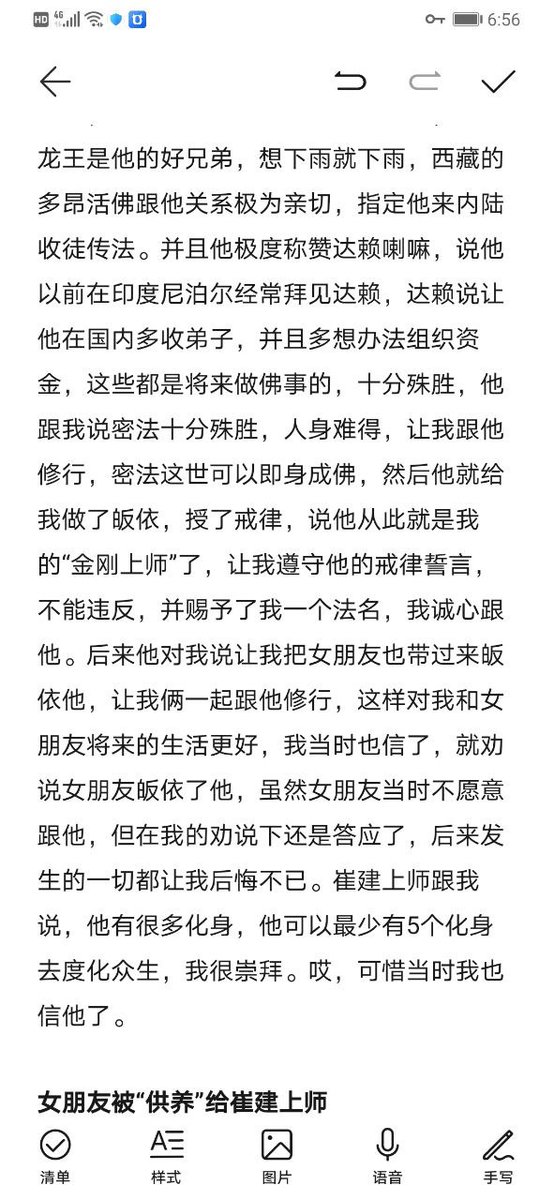 HD 4G 6:56
龙王是他的好兄弟，想下雨就下雨，西藏的
多昂活佛跟他关系极为亲切，指定他来内陆
收徒传法。并且他极度称赞达赖喇嘛，说他
以前在印度尼泊尔经常拜见达赖，达赖说让
他在国内多收弟子，并且多想办法组织资
金，这些都是将来做佛事的，十分殊胜，他
跟我说密法十分殊胜，人身难得，让我跟他
修行，密法这世可以即身成佛，然后他就给
我做了皈依，授了戒律，说他从此就是我
的“金刚上师”了，让我遵守他的戒律誓言，
不能违反，并赐予了我一个法名，我诚心跟
他。后来他对我说让我把女朋友也带过来皈
依他，让我俩一起跟他修行，这样对我和女
朋友将来的生活更好，我当时也信了，就劝
说女朋友皈依了他，虽然女朋友当时不愿意
跟他，但在我的劝说下还是答应了，后来发
生的一切都让我后悔不已。崔建上师跟我
说，他有很多化身，他可以最少有5个化身
去度化众生，我很崇拜。哎，可惜当时我也
信他了。
女朋友被“供养”给崔建上师
清单 样式 图片 语音 手写